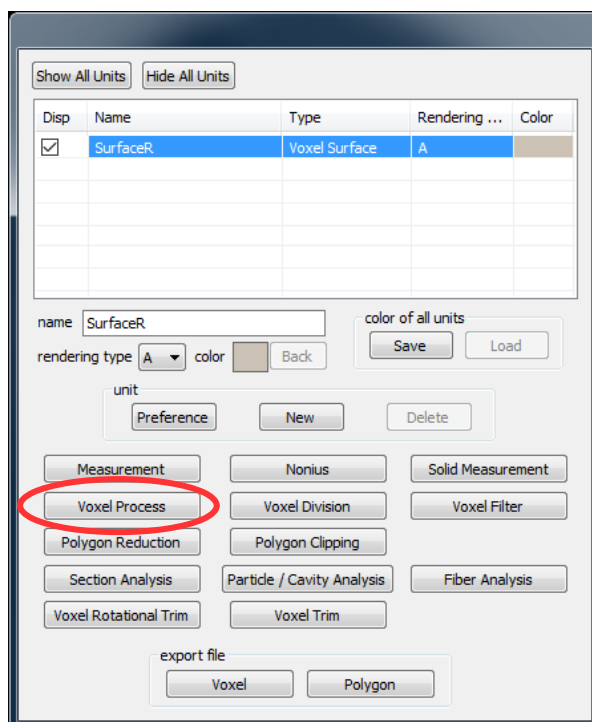 Show All Units Hide All Units
Disp Name Type Rendering ... Color
SurfaceR Voxel Surface A
name SurfaceR
color of all units
Save Load
rendering type A color Back
unit
Preference New Delete
Measurement Nonius Solid Measurement
Voxel Process Voxel Division Voxel Filter
Polygon Reduction Polygon Clipping
Section Analysis Particle / Cavity Analysis Fiber Analysis
Voxel Rotational Trim Voxel Trim
export file
Voxel Polygon